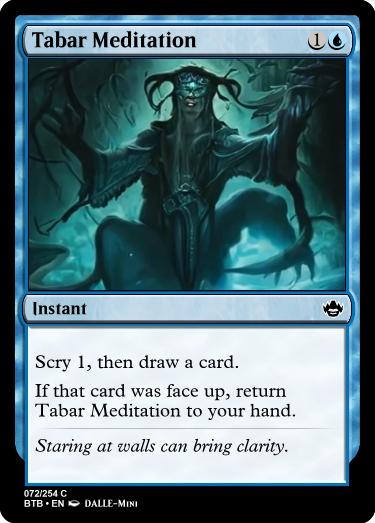 Tabar Meditation 1
Instant
Scry 1, then draw a card.
If that card was face up, return
Tabar Meditation to your hand.
Staring at walls can bring clarity.
072/254 C
BTB • EN DALLE-Mini